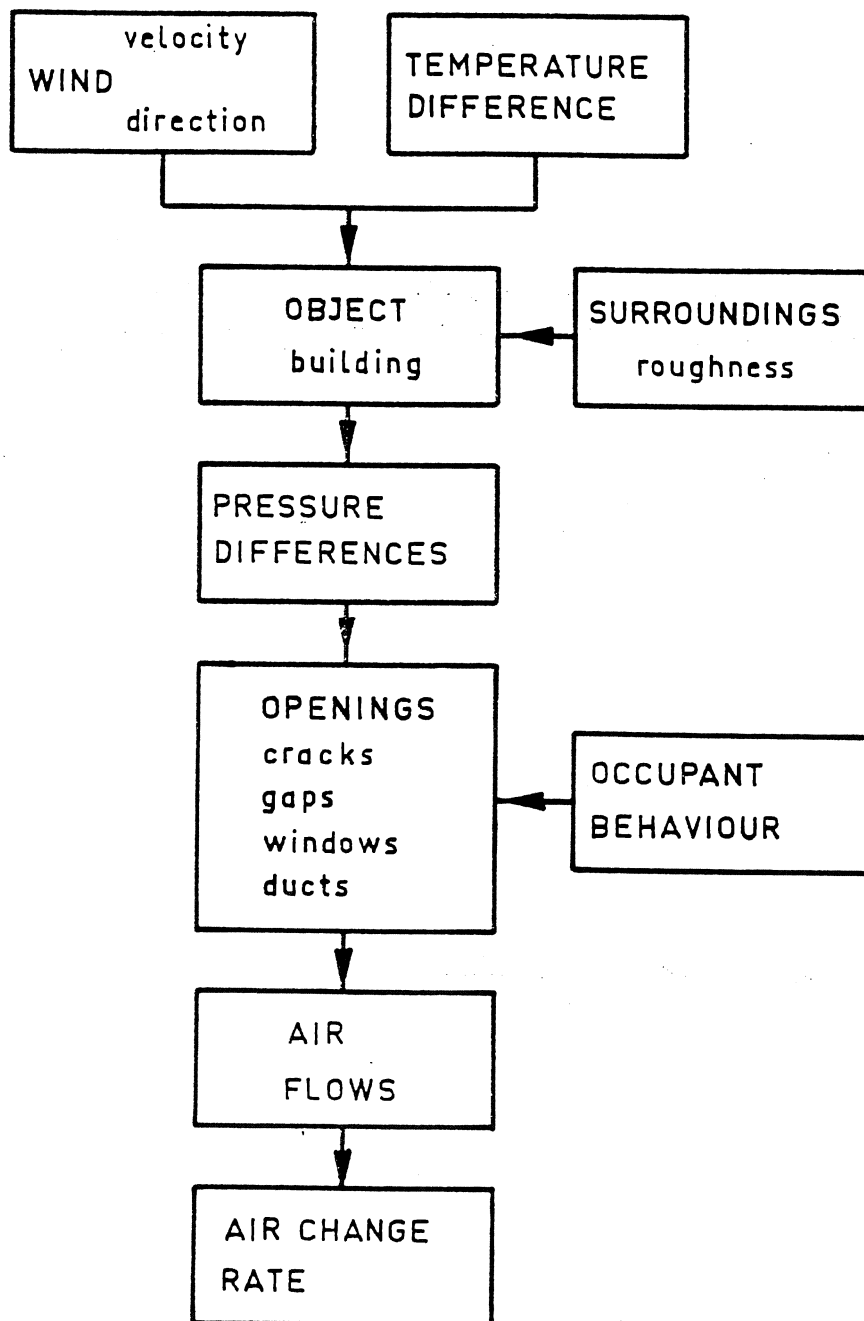 velocity
WIND
direction
TEMPERATURE
DIFFERENCE
OBJECT
building
SURROUNDINGS
roughness
PRESSURE
DIFFERENCES
OPENINGS
cracks
gaps
windows
ducts
OCCUPANT
BEHAVIOUR
AIR
FLOWS
AIR CHANGE
RATE